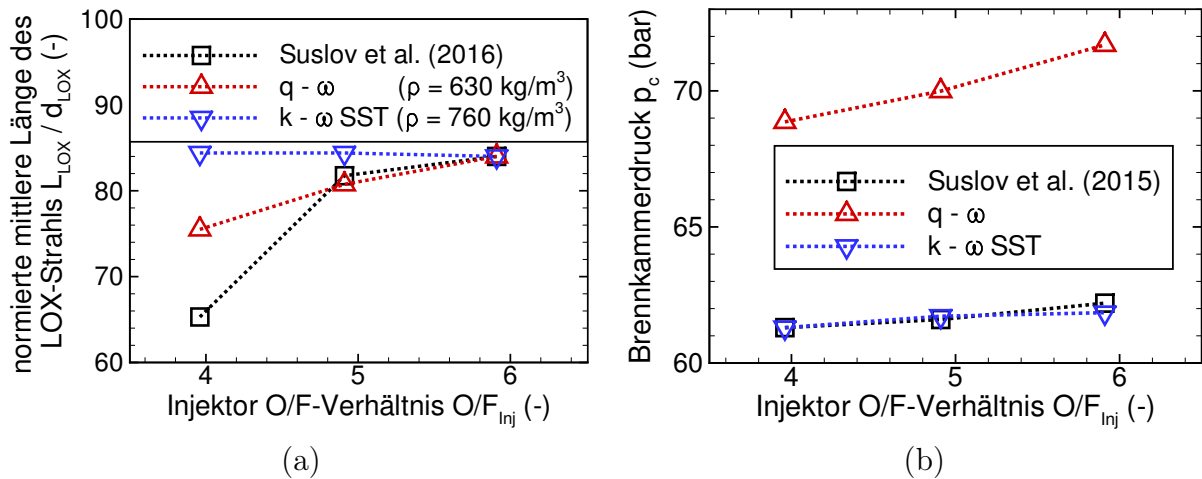 normierte mittlere Länge des
LOX-Strahls L_LOX / d_LOX (-)
100
90
80
70
60
Suslov et al. (2016)
q - ω (ρ = 630 kg/m³)
k - ω SST (ρ = 760 kg/m³)
4 5 6
Injektor O/F-Verhältnis O/F_Inj (-)
(a)
Brennkammerdruck p_c (bar)
70
65
60
Suslov et al. (2015)
q - ω
k - ω SST
4 5 6
Injektor O/F-Verhältnis O/F_Inj (-)
(b)